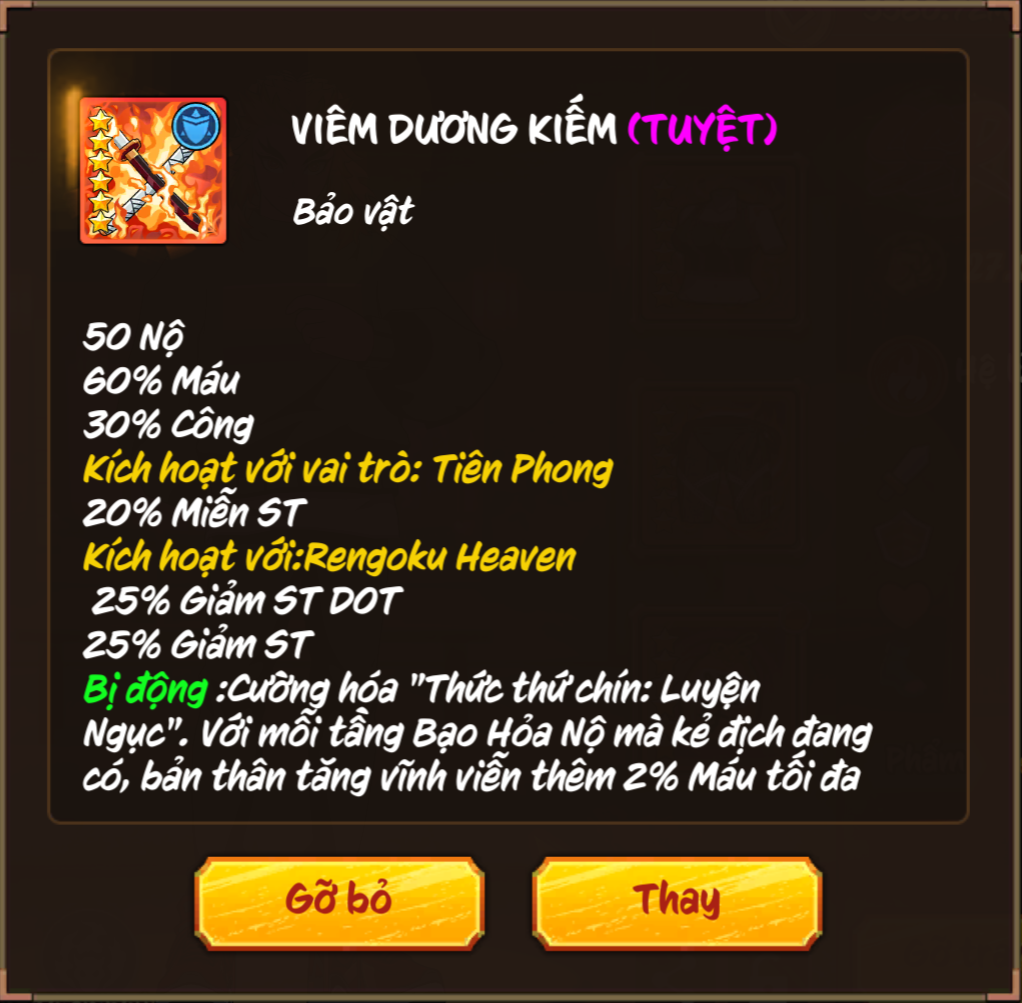 VIÊM DƯƠNG KIẾM (TUYỆT)
Bảo vật
50 Nộ
60% Máu
30% Công
Kích hoạt với vai trò: Tiên Phong
20% Miễn ST
Kích hoạt với:Rengoku Heaven
25% Giảm ST DOT
25% Giảm ST
Bị động :Cường hóa "Thức thứ chín: Luyện
Ngục". Với mỗi tầng Bạo Hỏa Nộ mà kẻ địch đang
có, bản thân tăng vĩnh viễn thêm 2% Máu tối đa
Gỡ bỏ
Thay